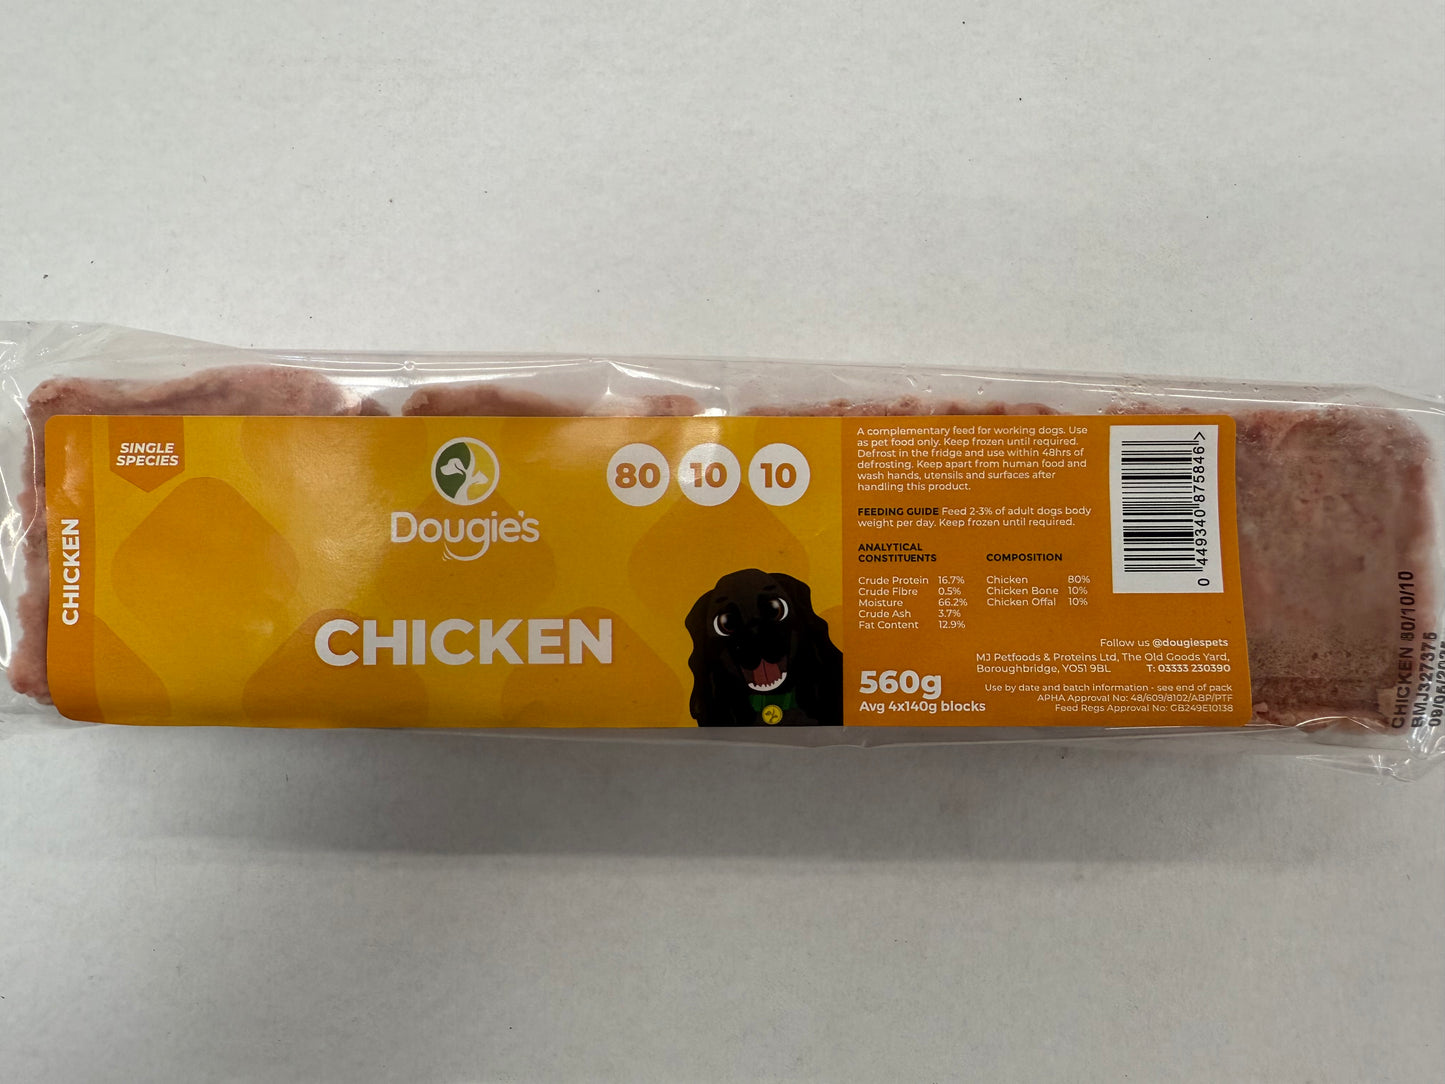 CHICKEN
SINGLE
SPECIES
Dougie's
80 10 10
CHICKEN
A complementary feed for working dogs. Use
as pet food only. Keep frozen until required.
Defrost in the fridge and use within 48hrs of
defrosting. Keep apart from human food and
wash hands, utensils and surfaces after
handling this product.
FEEDING GUIDE Feed 2-3% of adult dogs body
weight per day. Keep frozen until required.
ANALYTICAL
CONSTITUENTS
Crude Protein 16.7%
Crude Fibre 0.5%
Moisture 66.2%
Crude Ash 3.7%
Fat Content 12.9%
COMPOSITION
Chicken 80%
Chicken Bone 10%
Chicken Offal 10%
0 449340 875846 >
Follow us @dougiespets
MJ Petfoods & Proteins Ltd, The Old Goods Yard,
Boroughbridge, YO51 9BL T: 03333 230390
560g
Avg 4x140g blocks
Use by date and batch information - see end of pack
APHA Approval No: 48/609/8102/ABP/PTF
Feed Regs Approval No: GB249E10138
CHICKEN 80/10/10
BMJ327375